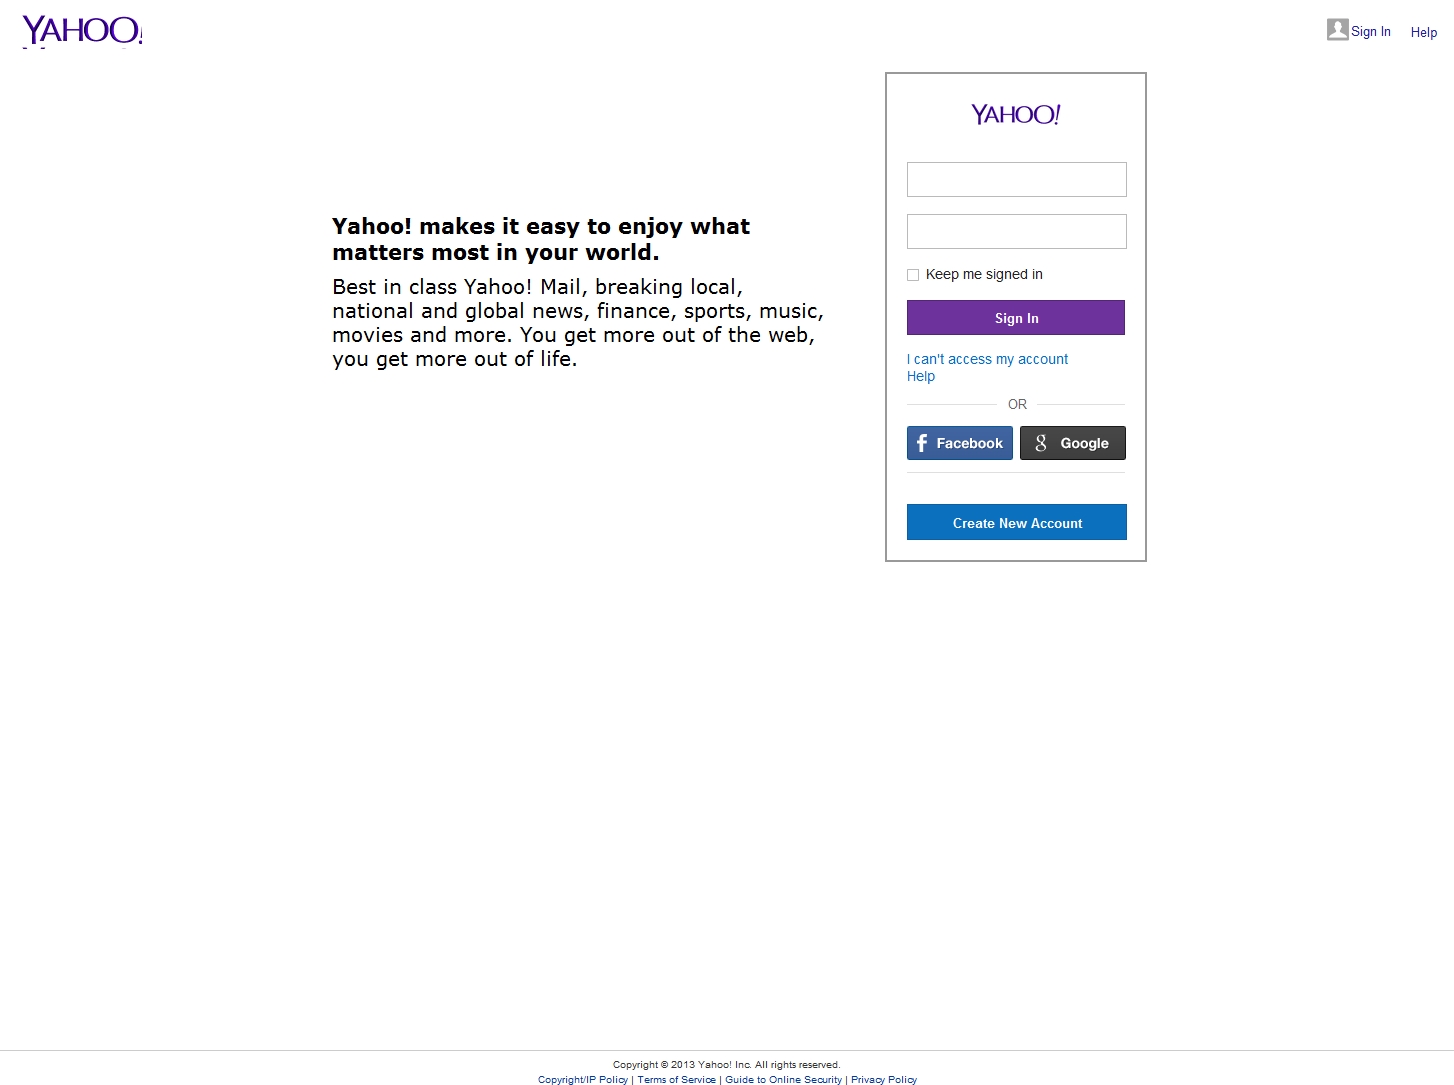 YAHOO!
Sign In
Help
YAHOO!
Yahoo! makes it easy to enjoy what
matters most in your world.
Best in class Yahoo! Mail, breaking local,
national and global news, finance, sports, music,
movies and more. You get more out of the web,
you get more out of life.
Keep me signed in
Sign In
I can't access my account
Help
OR
Facebook
Google
Create New Account
Copyright © 2013 Yahoo! Inc. All rights reserved.
Copyright/IP Policy | Terms of Service | Guide to Online Security | Privacy Policy